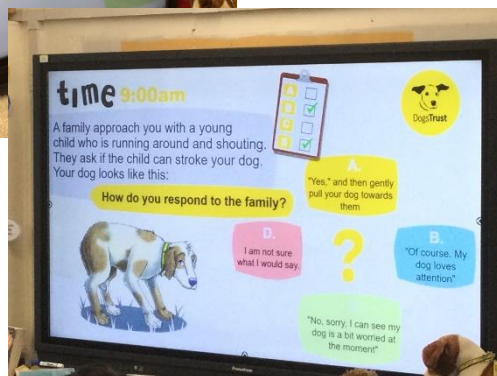 time 9:00am
A family approach you with a young
child who is running around and shouting.
They ask if the child can stroke your dog.
Your dog looks like this:
How do you respond to the family?
A
B
DogsTrust
A.
"Yes," and then gently
pull your dog towards
them
D.
I am not sure
what I would say.
?
B.
"Of course. My
dog loves
attention"
"No, sorry, I can see my
dog is a bit worried at
the moment"